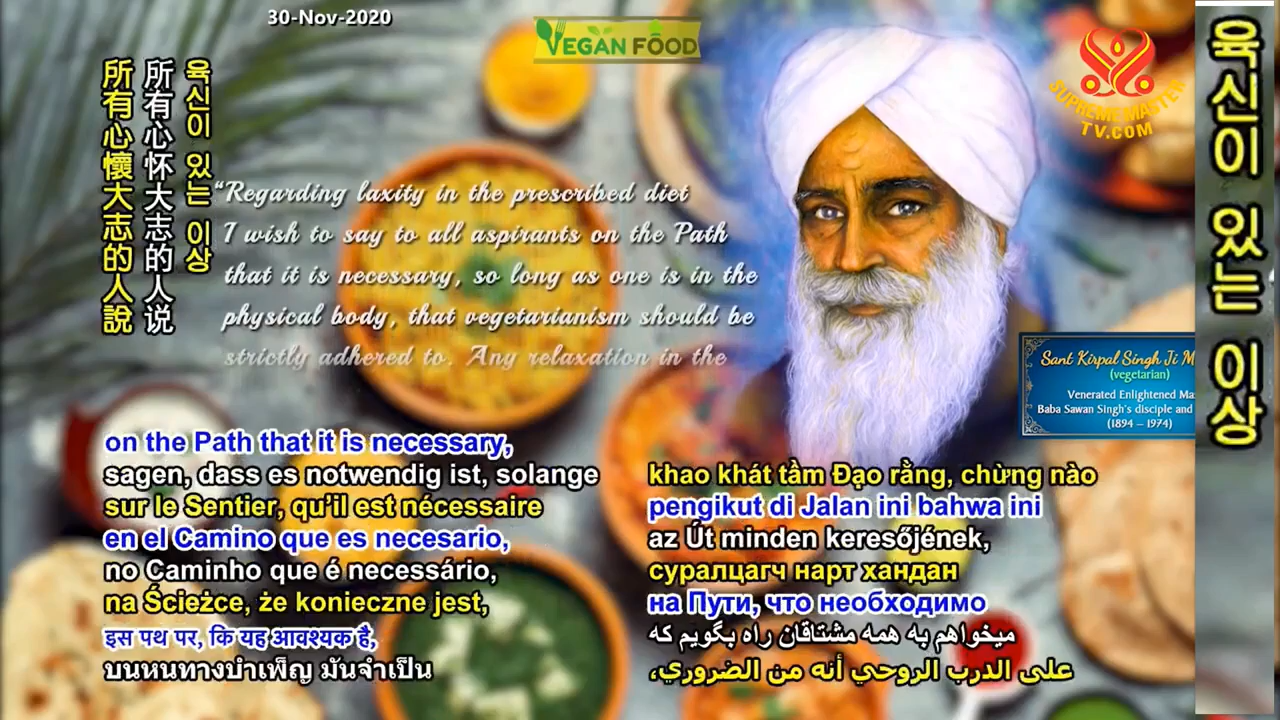 30-Nov-2020
VEGAN FOOD
SUPREME MASTER
TV.COM
육신이 있는 이상
所有心怀大志的人说
所有心懷大志的人說
“Regarding laxity in the prescribed diet
I wish to say to all aspirants on the Path
that it is necessary, so long as one is in the
physical body, that vegetarianism should be
strictly adhered to. Any relaxation in the
Sant Kirpal Singh Ji M
(vegetarian)
Venerated Enlightened Ma
Baba Sawan Singh's disciple and
(1894 – 1974)
육신이 있는 이상
on the Path that it is necessary,
sagen, dass es notwendig ist, solange
sur le Sentier, qu’il est nécessaire
en el Camino que es necesario,
no Caminho que é necessário,
na Ścieżce, że konieczne jest,
इस पथ पर, कि यह आवश्यक है,
บนหนทางบำเพ็ญ มันจำเป็น
khao khát tầm Đạo rằng, chừng nào
pengikut di Jalan ini bahwa ini
az Út minden keresőjének,
суралцагч нарт хандан
на Пути, что необходимо
میخواهم به همه مشتاقان راه بگویم که
على الدرب الروحي أنه من الضروري،